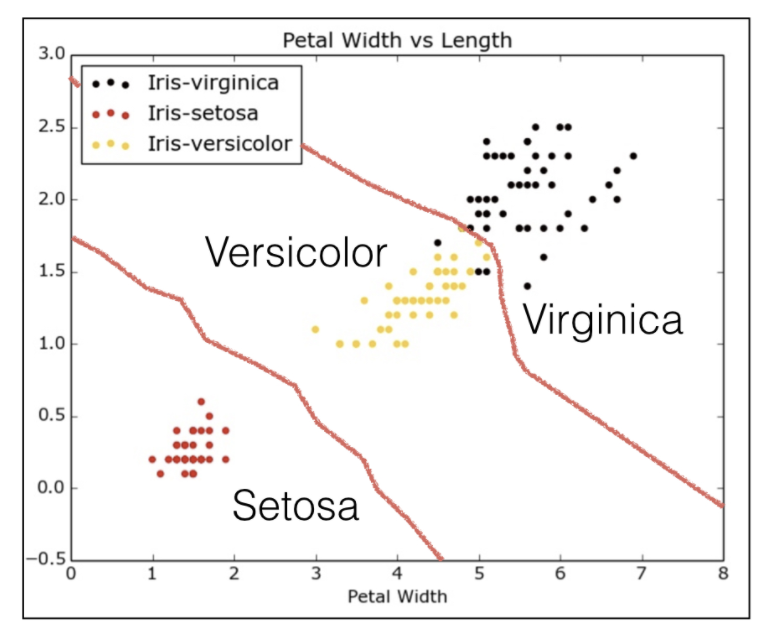 Petal Width vs Length
3.0
Iris-virginica
Iris-setosa
Iris-versicolor
2.5
2.0
Versicolor
1.5
Virginica
1.0
0.5
0.0
Setosa
−0.5
0 1 2 3 4 5 6 7 8
Petal Width